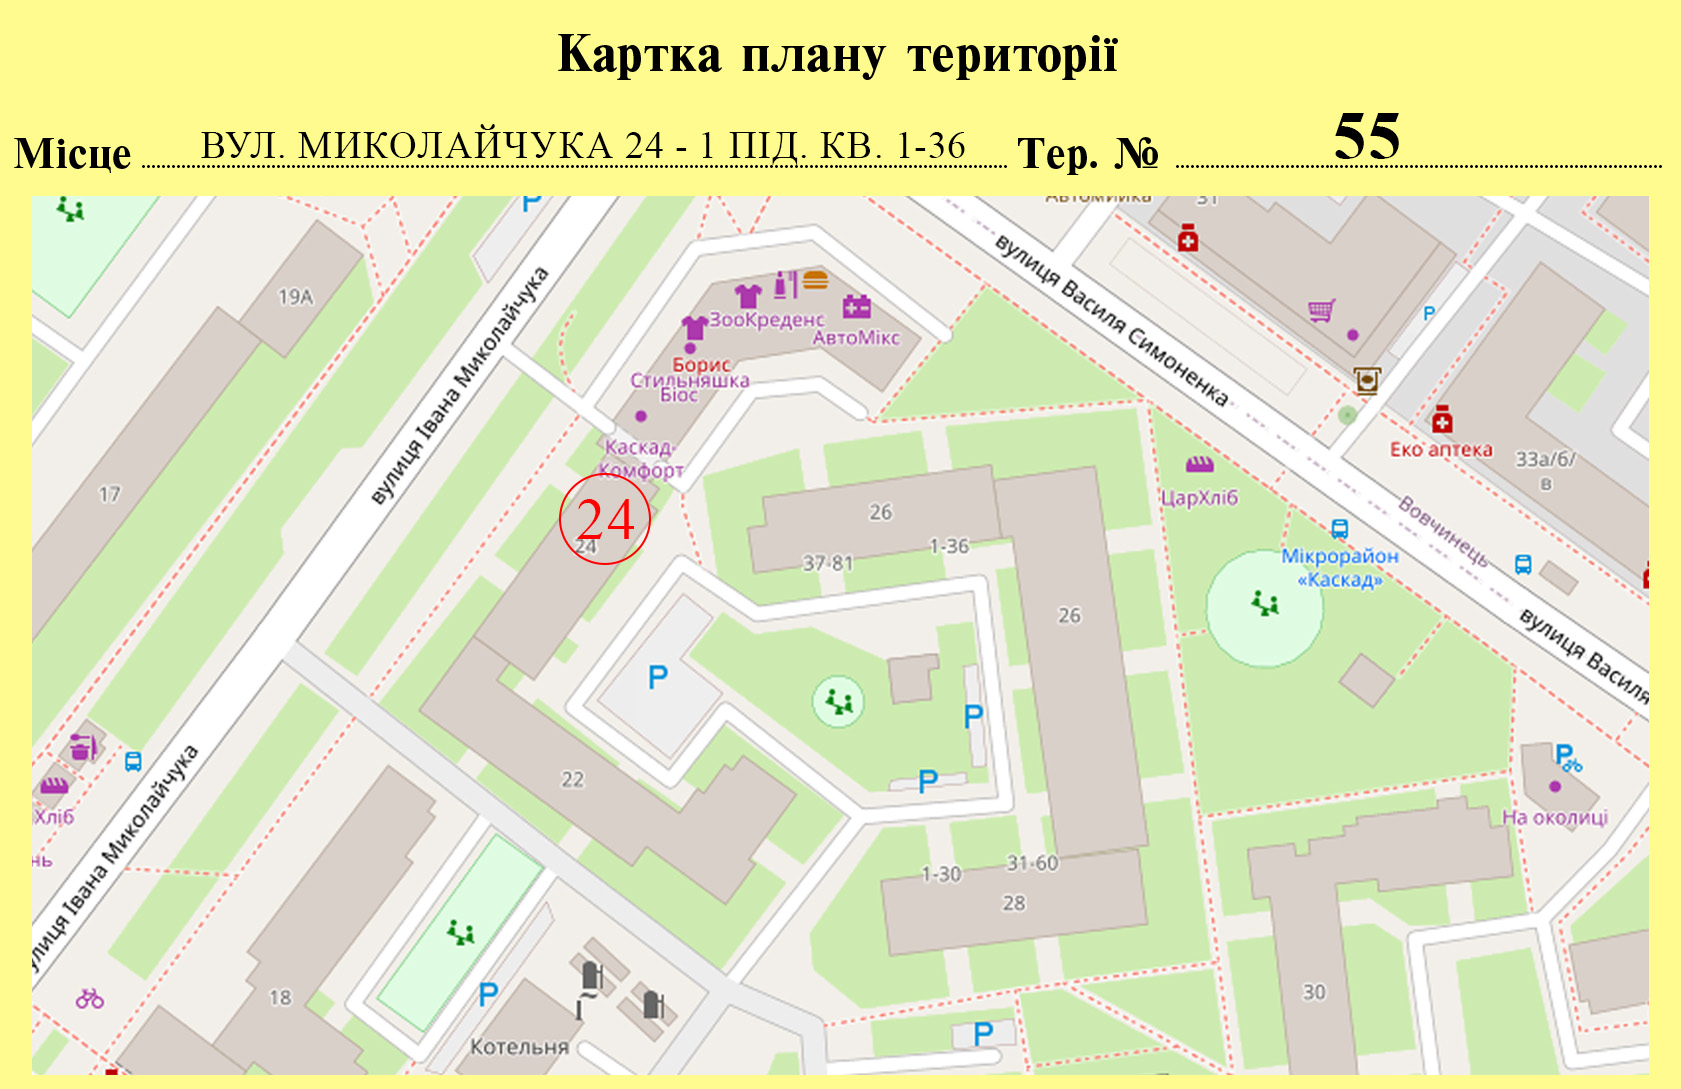 Картка плану території
Місце ВУЛ. МИКОЛАЙЧУКА 24 - 1 ПІД. КВ. 1-36 Тер. № 55
P
Автомийка
31
вулиця Василя Симоненка
19А
вулиця Івана Миколайчука
ЗооКреденс
АвтоМікс
P
Борис
Стильняшка
Біос
Каскад-
Комфорт
Еко аптека
33а/б/
в
17
ЦарХліб
24
24
26
1-36
37-81
Вовчинець
Мікрорайон
«Каскад»
26
вулиця Василя
P
P
P
P
22
Хліб
На околиці
нь
вулиця Івана Миколайчука
1-30
31-60
28
18
P
30
Котельня
P